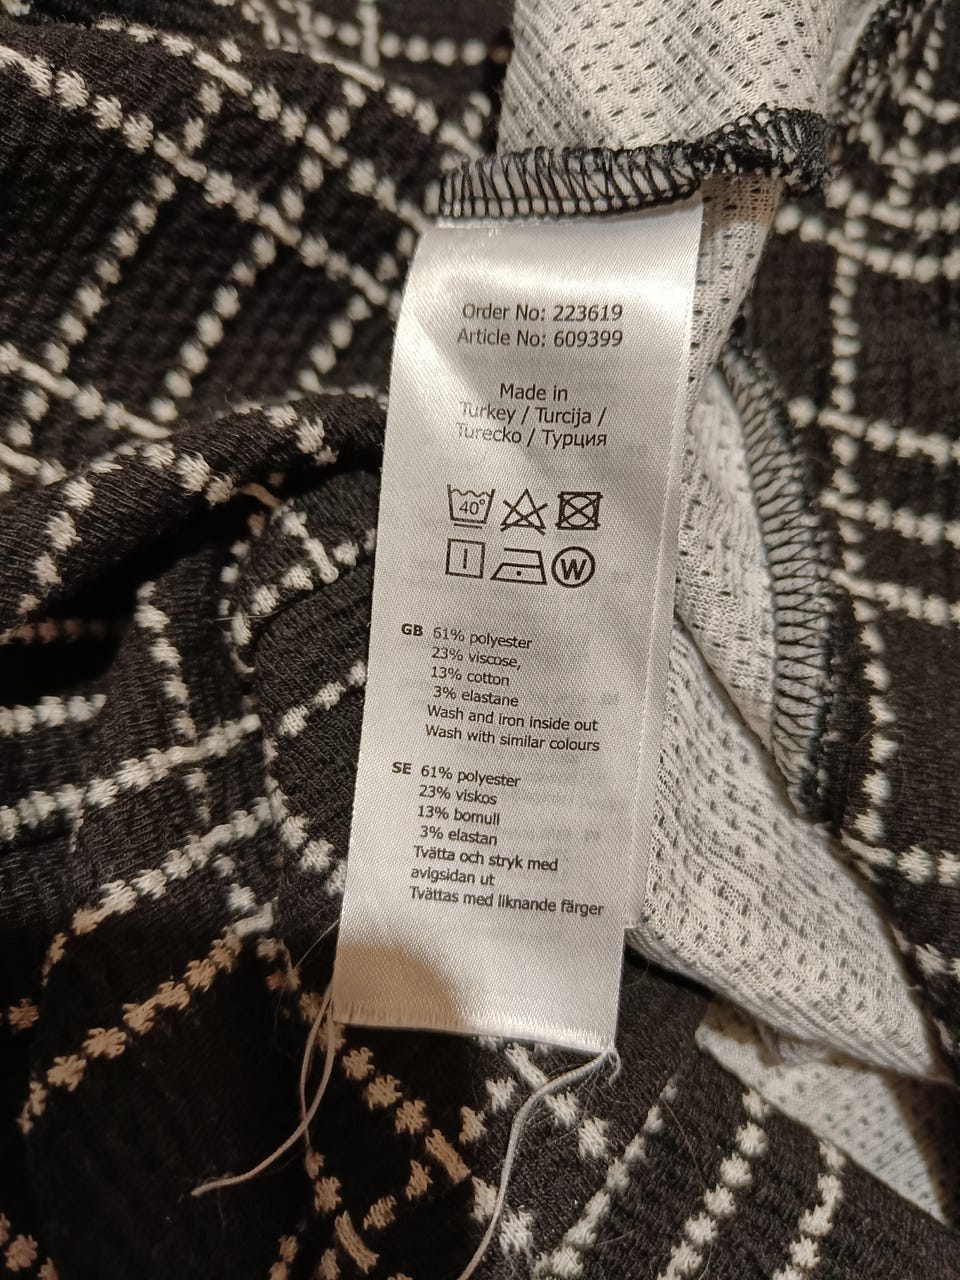 Order No: 223619
Article No: 609399
Made in
Turkey / Turcija /
Turecko / Турция
40°
I
W
GB 61% polyester
23% viscose,
13% cotton
3% elastane
Wash and iron inside out
Wash with similar colours
SE 61% polyester
23% viskos
13% bomull
3% elastan
Tvätta och stryk med
avigsidan ut
Tvättas med liknande färger